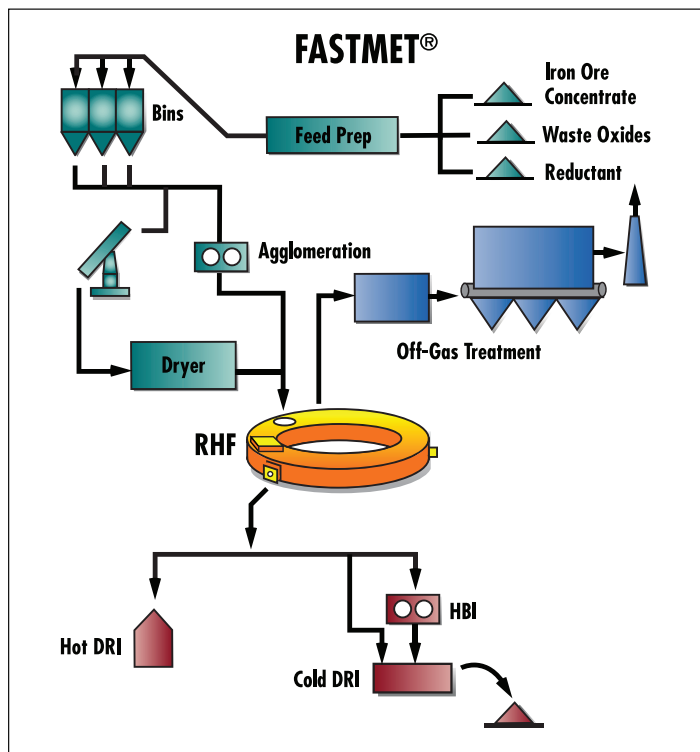 FASTMET®
Iron Ore
Concentrate
Bins
Feed Prep
Waste Oxides
Reductant
Agglomeration
Off-Gas Treatment
Dryer
RHF
HBI
Hot DRI
Cold DRI